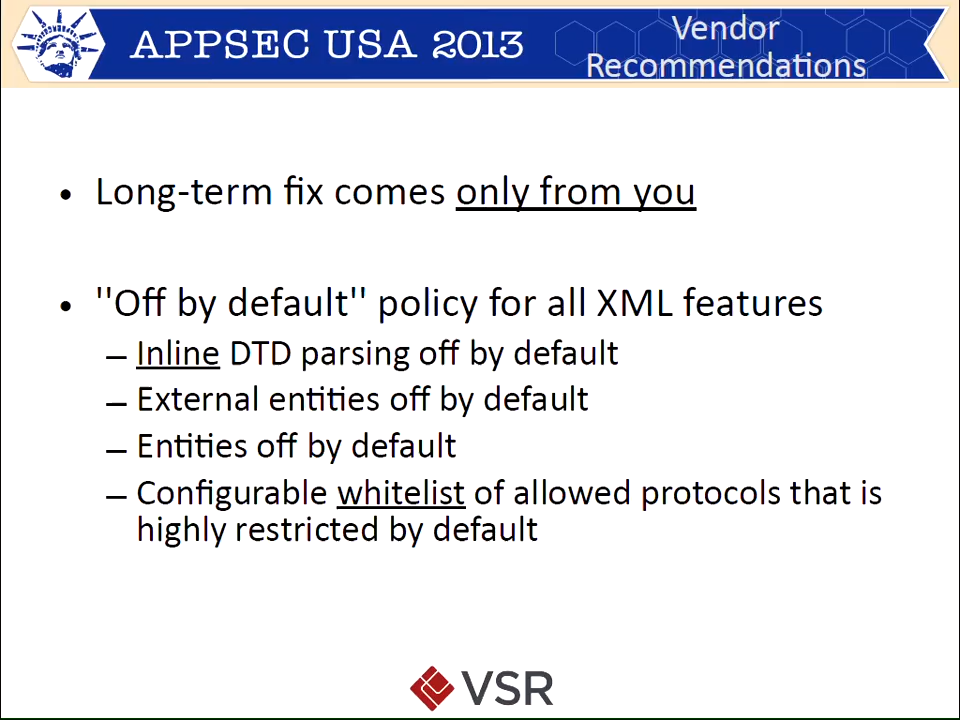 APPSEC USA 2013
Vendor
Recommendations
• Long-term fix comes only from you
• "Off by default" policy for all XML features
– Inline DTD parsing off by default
– External entities off by default
– Entities off by default
– Configurable whitelist of allowed protocols that is
highly restricted by default
VSR